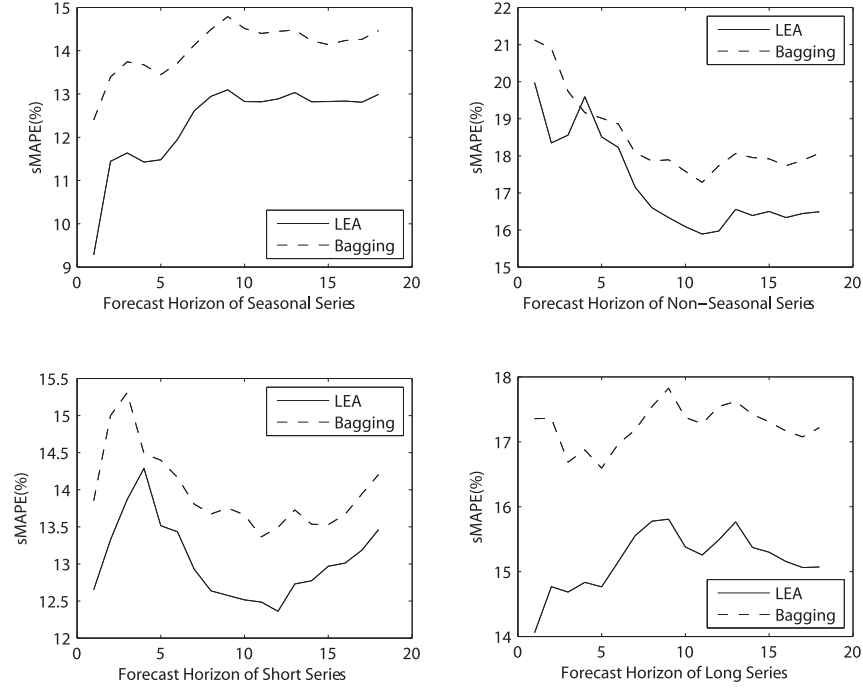 15
14
13
12
11
10
9
sMAPE(%)
LEA
Bagging
0 5 10 15 20
Forecast Horizon of Seasonal Series
22
21
20
19
18
17
16
15
sMAPE(%)
LEA
Bagging
0 5 10 15 20
Forecast Horizon of Non-Seasonal Series
15.5
15
14.5
14
13.5
13
12.5
12
sMAPE(%)
LEA
Bagging
0 5 10 15 20
Forecast Horizon of Short Series
18
17
16
15
14
sMAPE(%)
LEA
Bagging
0 5 10 15 20
Forecast Horizon of Long Series